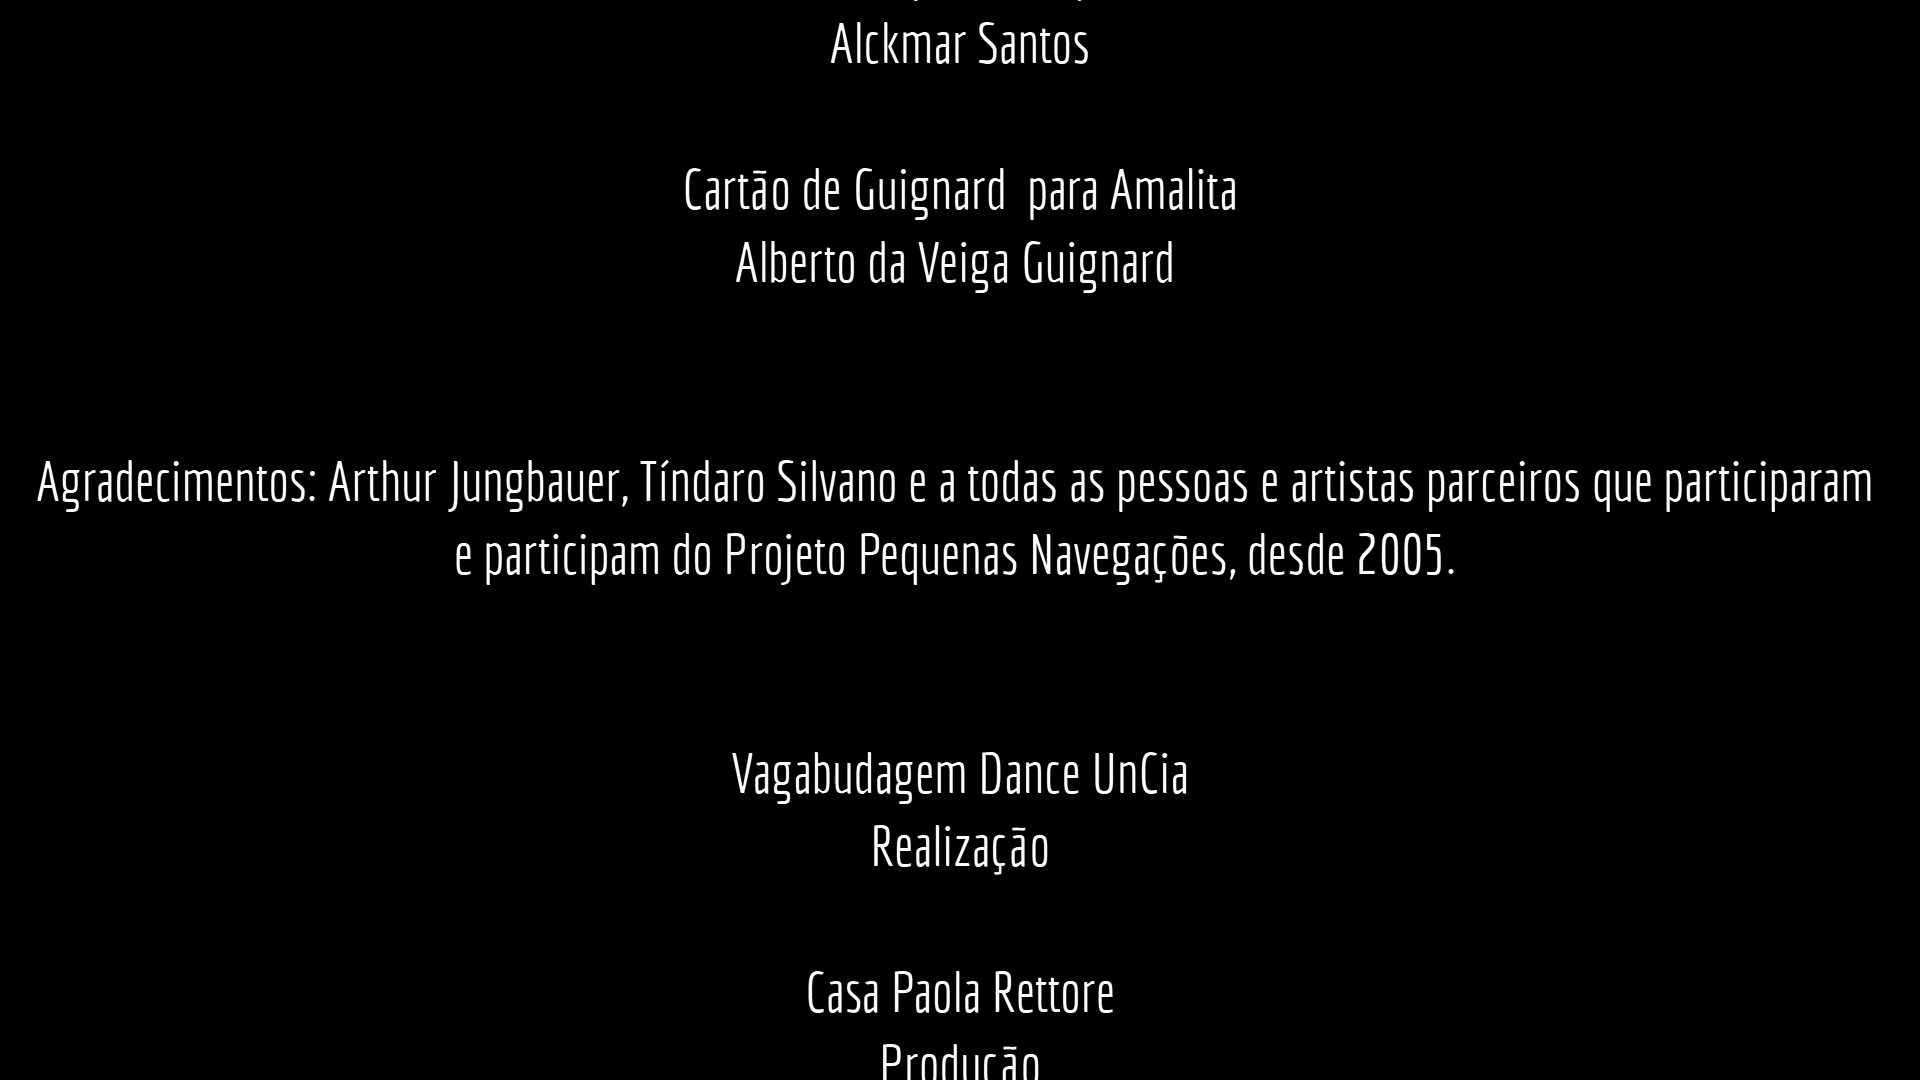 Alckmar Santos
Cartão de Guignard  para Amalita
Alberto da Veiga Guignard
Agradecimentos: Arthur Jungbauer, Tíndaro Silvano e a todas as pessoas e artistas parceiros que participaram
e participam do Projeto Pequenas Navegações, desde 2005.
Vagabudagem Dance UnCia
Realização
Casa Paola Rettore
Produção